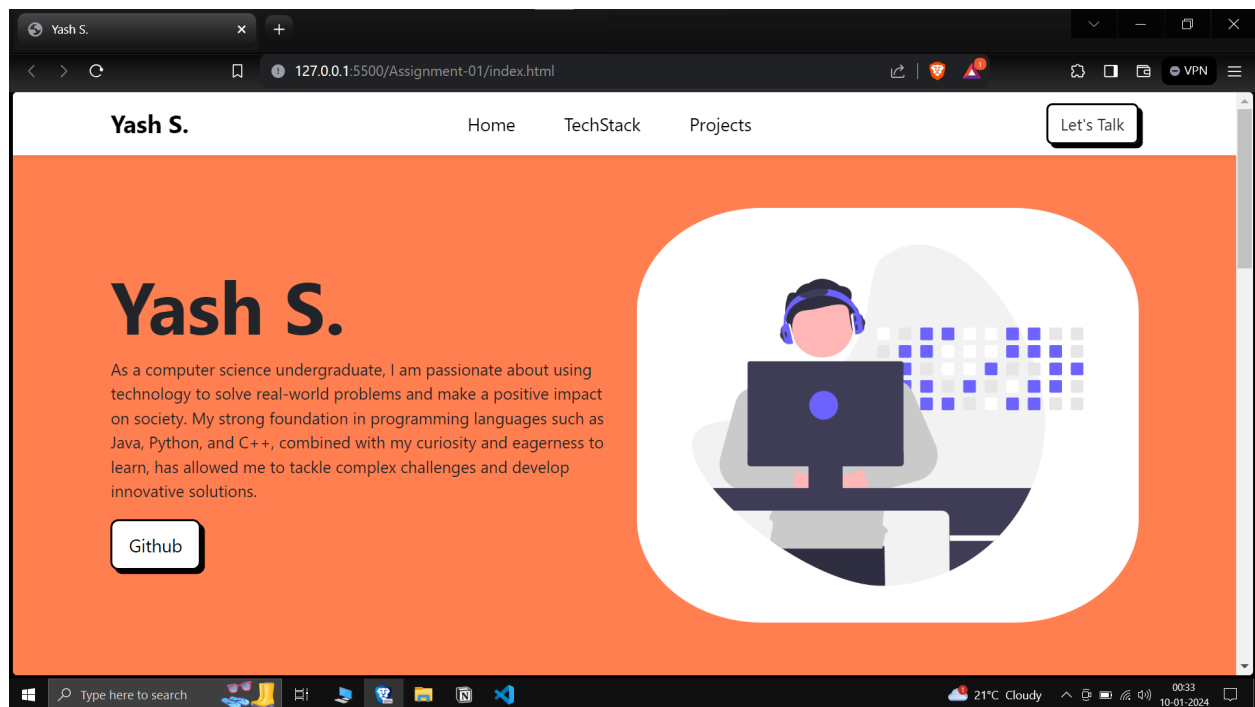 Yash S.
127.0.0.1:5500/Assignment-01/index.html
1
VPN
Yash S.
Home
TechStack
Projects
Let's Talk
Yash S.
As a computer science undergraduate, I am passionate about using
technology to solve real-world problems and make a positive impact
on society. My strong foundation in programming languages such as
Java, Python, and C++, combined with my curiosity and eagerness to
learn, has allowed me to tackle complex challenges and develop
innovative solutions.
Github
Type here to search
21°C Cloudy
00:33
10-01-2024